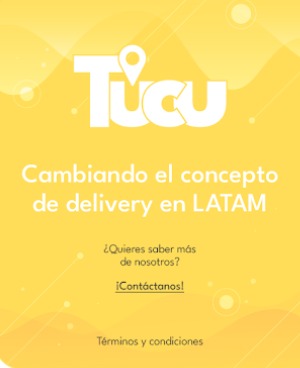 Tucu
Cambiando el concepto
de delivery en LATAM
¿Quieres saber más
de nosotros?
¡Contáctanos!
Términos y condiciones